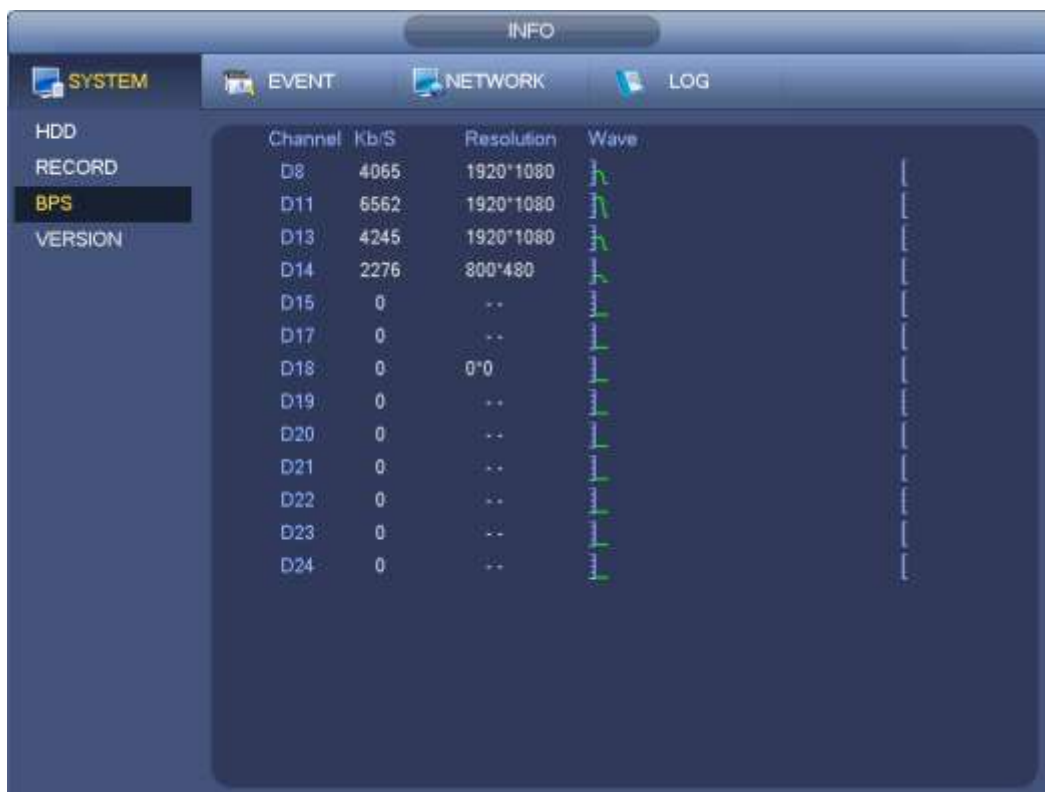 INFO
SYSTEM EVENT NETWORK LOG
HDD
RECORD
BPS
VERSION
Channel Kb/S Resolution Wave
D8 4065 1920*1080
D11 6562 1920*1080
D13 4245 1920*1080
D14 2276 800*480
D15 0 - -
D17 0 - -
D18 0 0*0
D19 0 - -
D20 0 - -
D21 0 - -
D22 0 - -
D23 0 - -
D24 0 - -